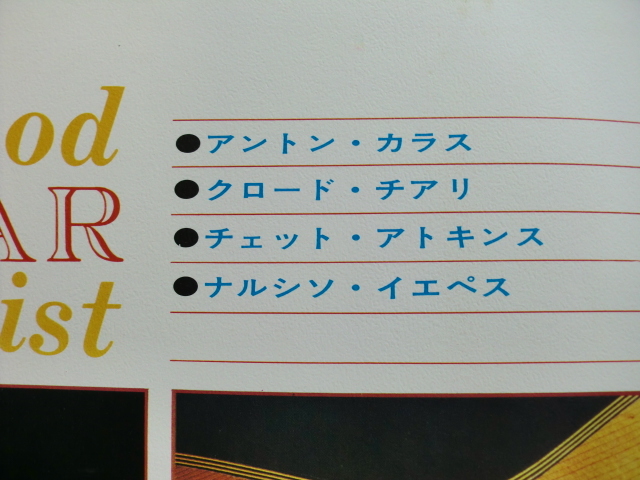 od
AR
ist
●アントン・カラス
●クロード・チアリ
●チェット・アトキンス
●ナルシソ・イエペス